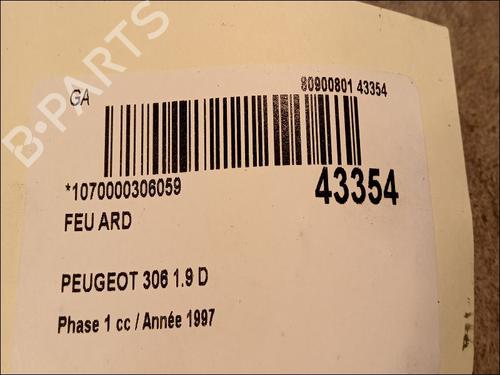 B-PARTS
GA
80900801 43354
*1070000306059
43354
FEU ARD
PEUGEOT 306 1.9 D
Phase 1 cc / Année 1997